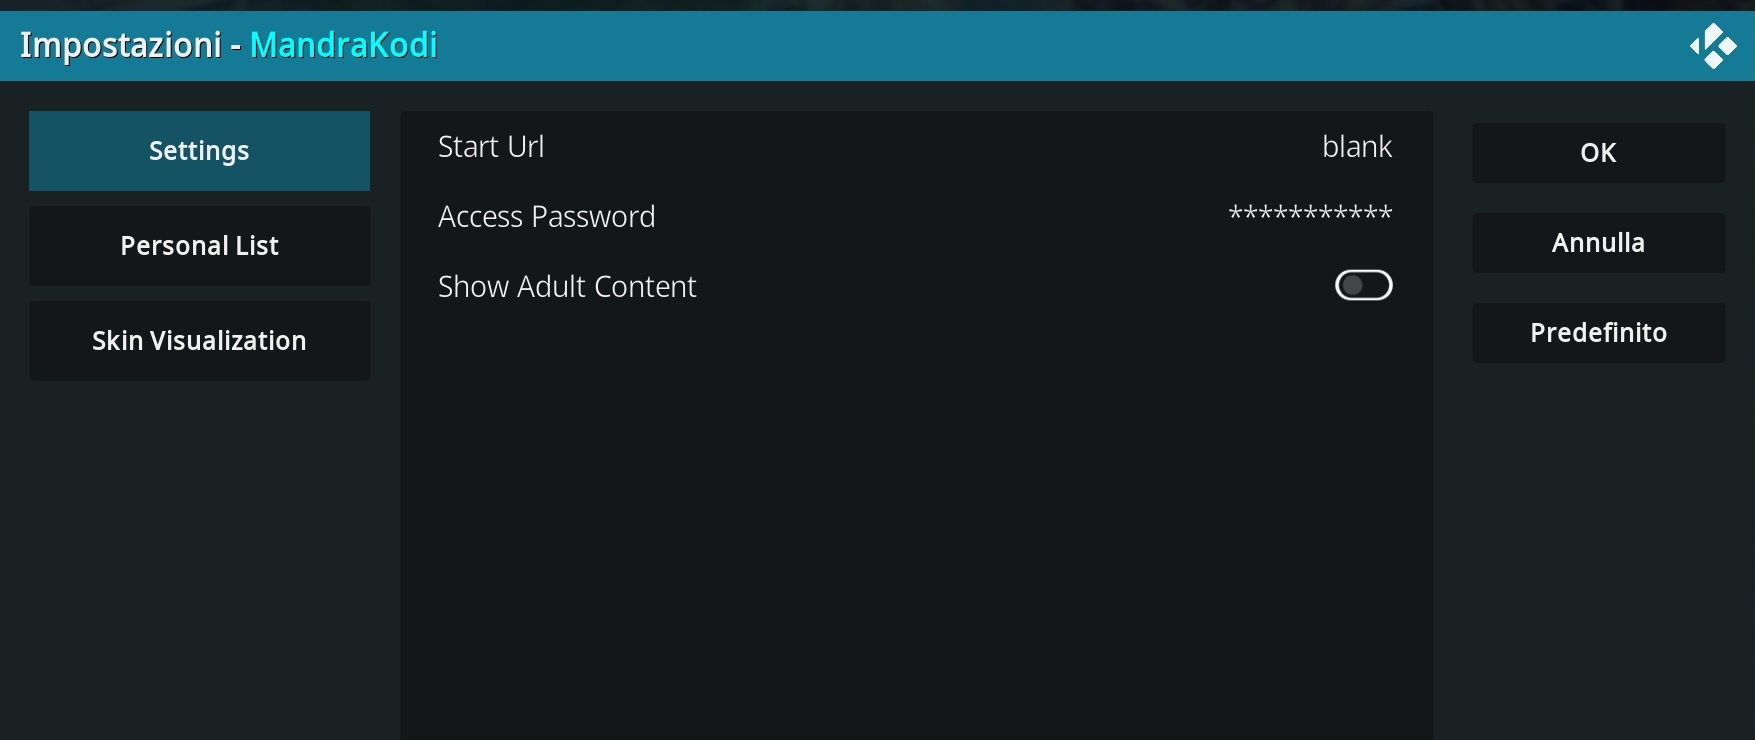 Impostazioni - MandraKodi
Settings
Personal List
Skin Visualization
Start Url
blank
Access Password
***********
Show Adult Content
OK
Annulla
Predefinito